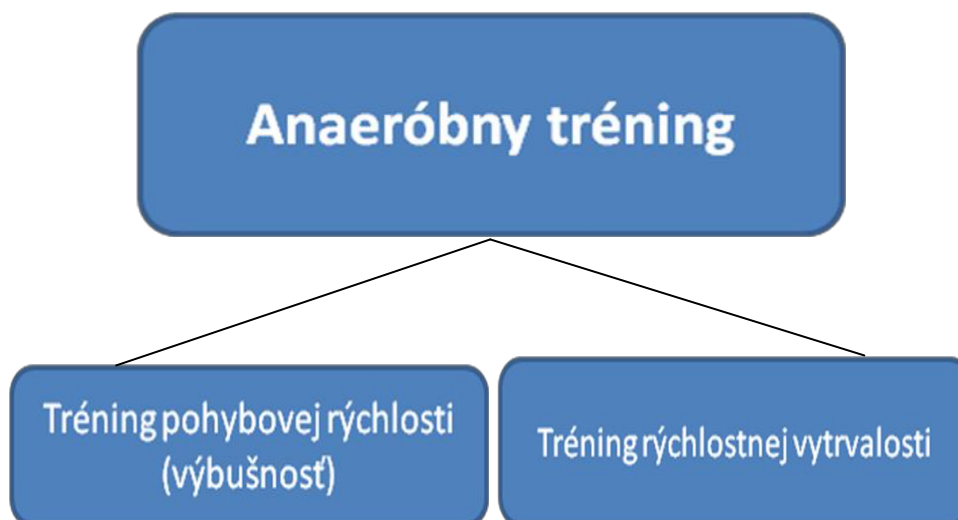 Anaeróbny tréning
Tréning pohybovej rýchlosti
(výbušnosť)
Tréning rýchlostnej vytrvalosti